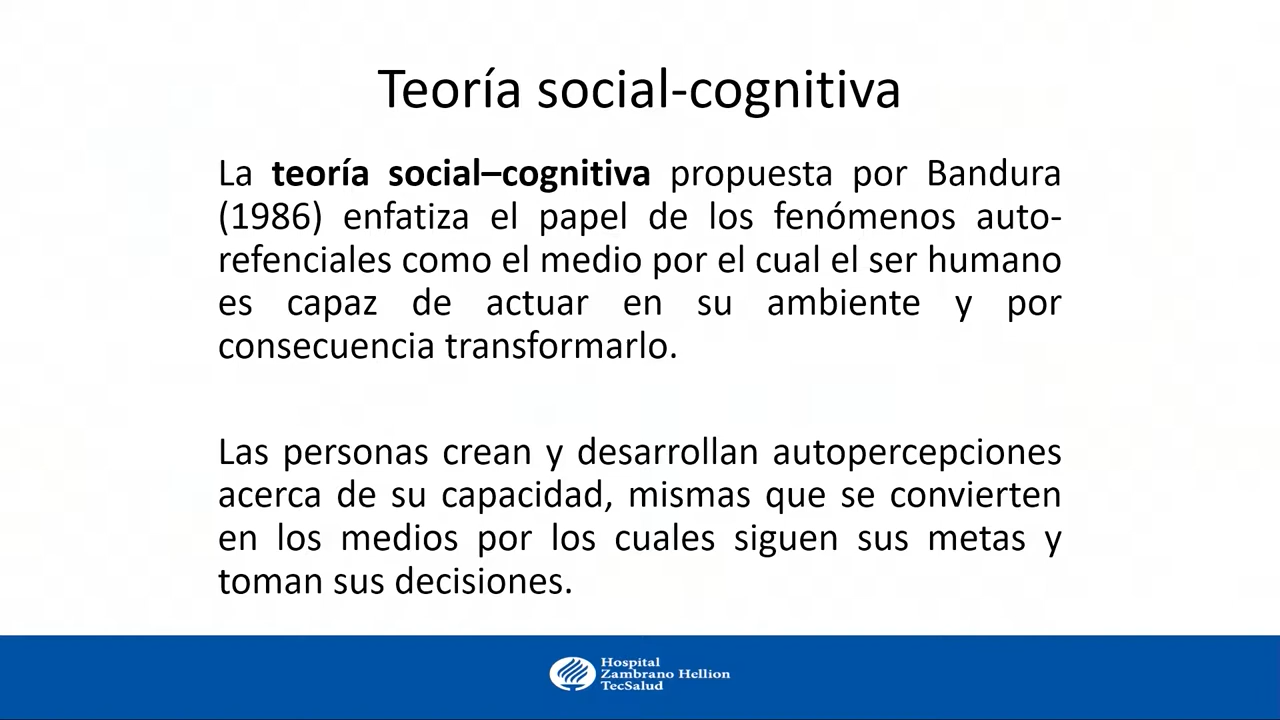 Teoría social-cognitiva
La teoría social–cognitiva propuesta por Bandura
(1986) enfatiza el papel de los fenómenos auto-
refenciales como el medio por el cual el ser humano
es capaz de actuar en su ambiente y por
consecuencia transformarlo.
Las personas crean y desarrollan autopercepciones
acerca de su capacidad, mismas que se convierten
en los medios por los cuales siguen sus metas y
toman sus decisiones.
Hospital
Zambrano Hellion
TecSalud